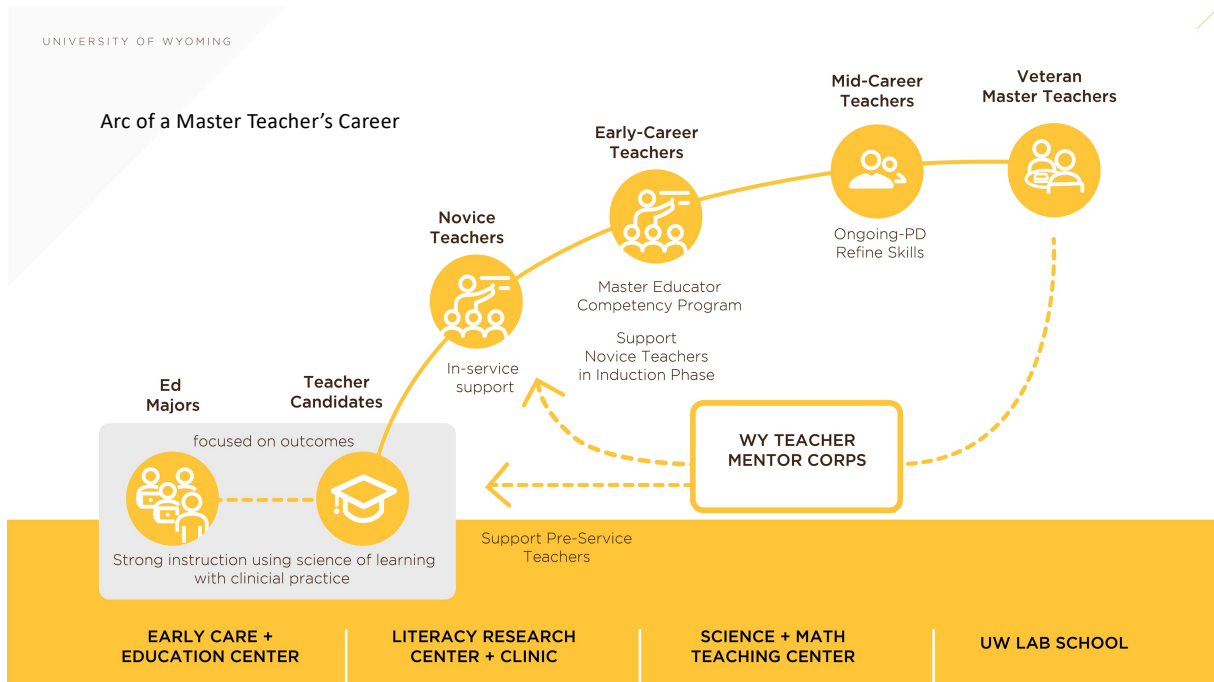 UNIVERSITY OF WYOMING
Arc of a Master Teacher's Career
Ed
Majors
Teacher
Candidates
Novice
Teachers
Early-Career
Teachers
Mid-Career
Teachers
Veteran
Master Teachers
focused on outcomes
Strong instruction using science of learning
with clinicial practice
In-service
support
Master Educator
Competency Program
Support
Novice Teachers
in Induction Phase
Ongoing-PD
Refine Skills
WY TEACHER
MENTOR CORPS
Support Pre-Service
Teachers
EARLY CARE +
EDUCATION CENTER
LITERACY RESEARCH
CENTER + CLINIC
SCIENCE + MATH
TEACHING CENTER
UW LAB SCHOOL